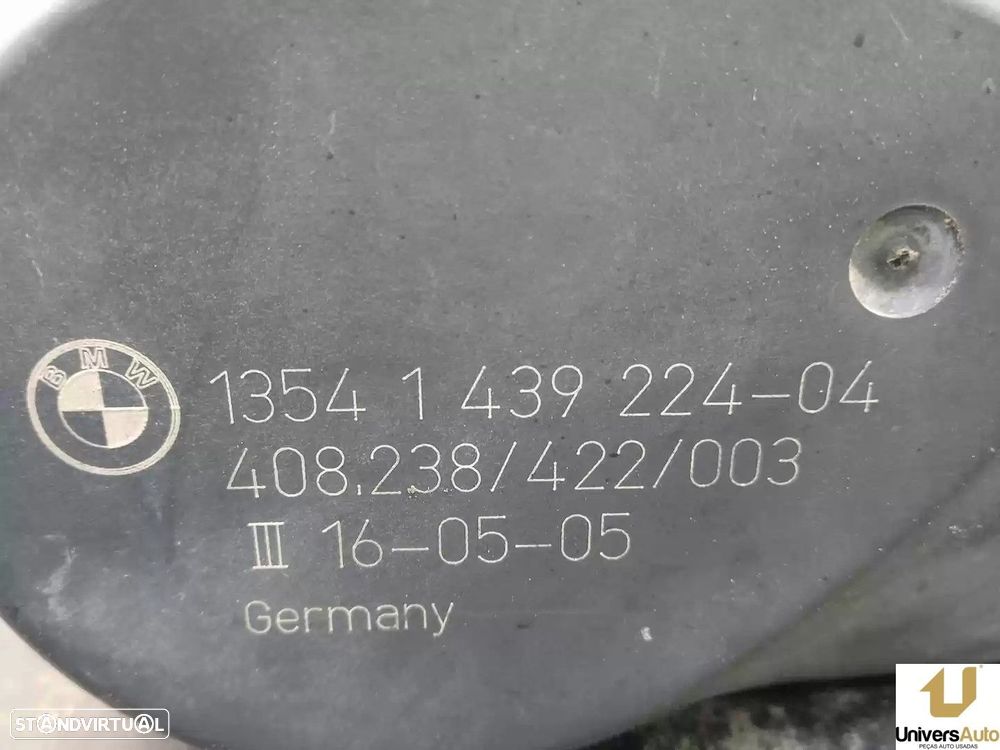 BMW
1354 1 439 224-04
408.238/422/003
III 16-05-05
Germany
STANDVIRTUAL
UniversAuto
PEÇAS AUTO USADAS